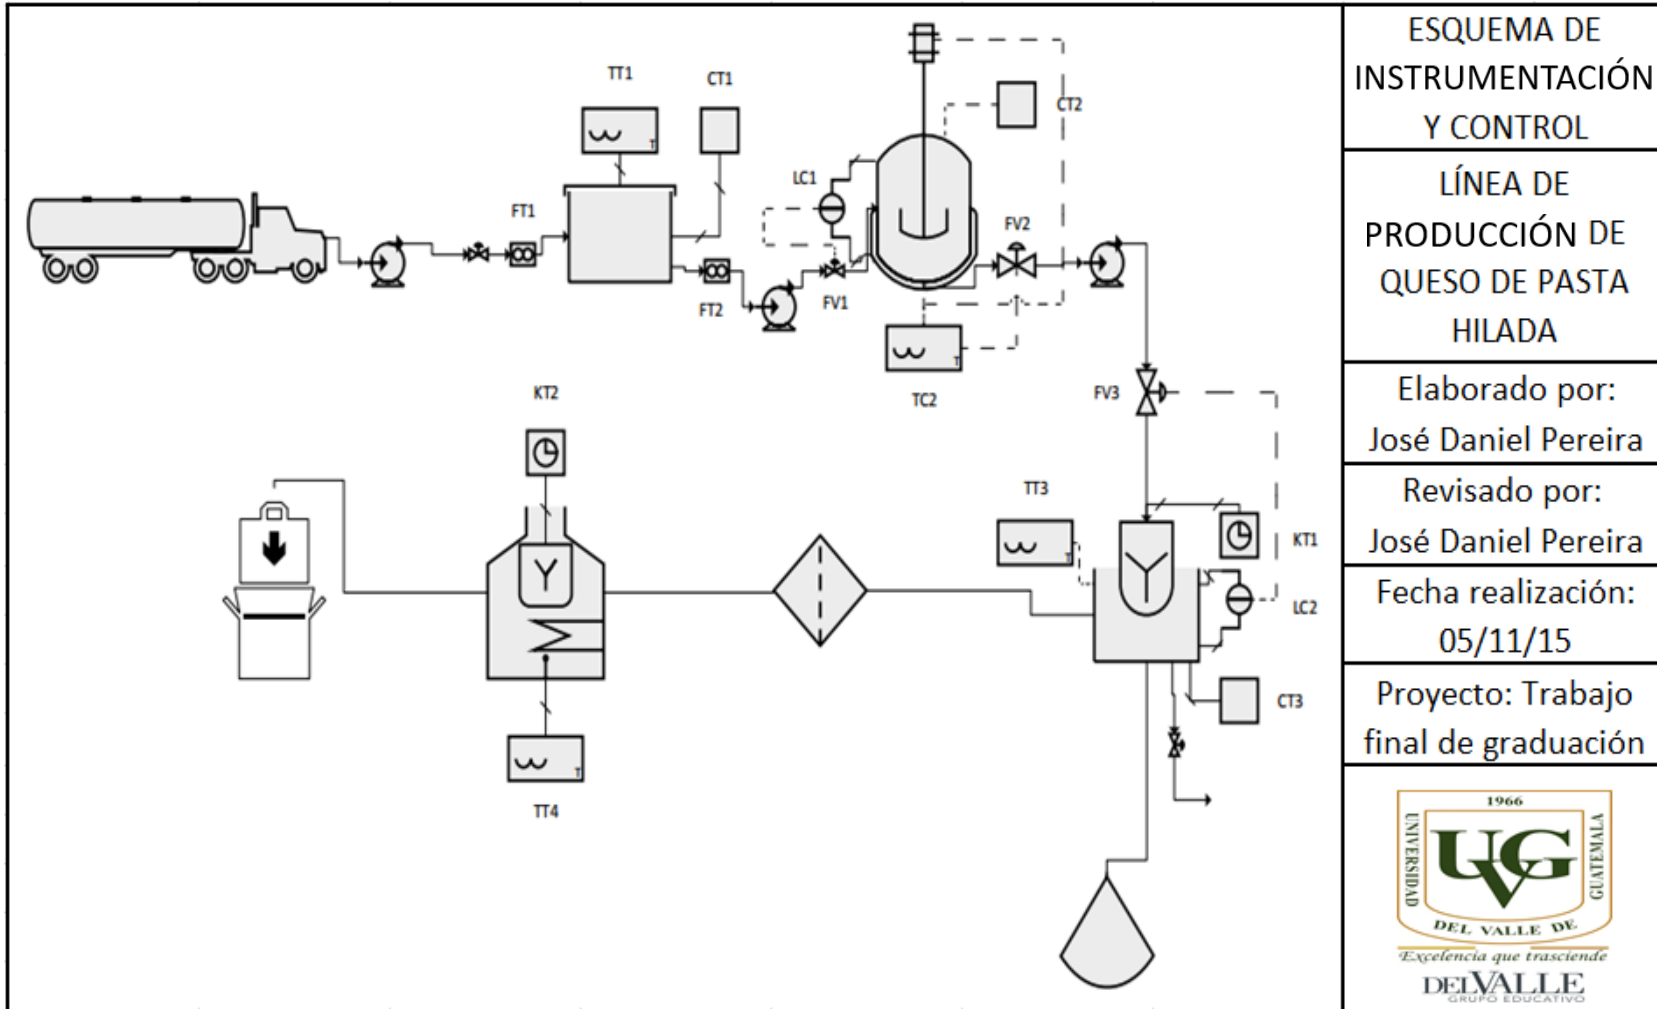 TT1
CT1
CT2
LC1
FT1
FV2
T
FT2
FV1
T
TC2
KT2
FV3
TT3
T
KT1
LC2
CT3
T
TT4
ESQUEMA DE
INSTRUMENTACIÓN
Y CONTROL
LÍNEA DE
PRODUCCIÓN DE
QUESO DE PASTA
HILADA
Elaborado por:
José Daniel Pereira
Revisado por:
José Daniel Pereira
Fecha realización:
05/11/15
Proyecto: Trabajo
final de graduación
1966
UNIVERSIDAD
UVG
GUATEMALA
DEL VALLE DE
Excelencia que trasciende
DELVALLE
GRUPO EDUCATIVO